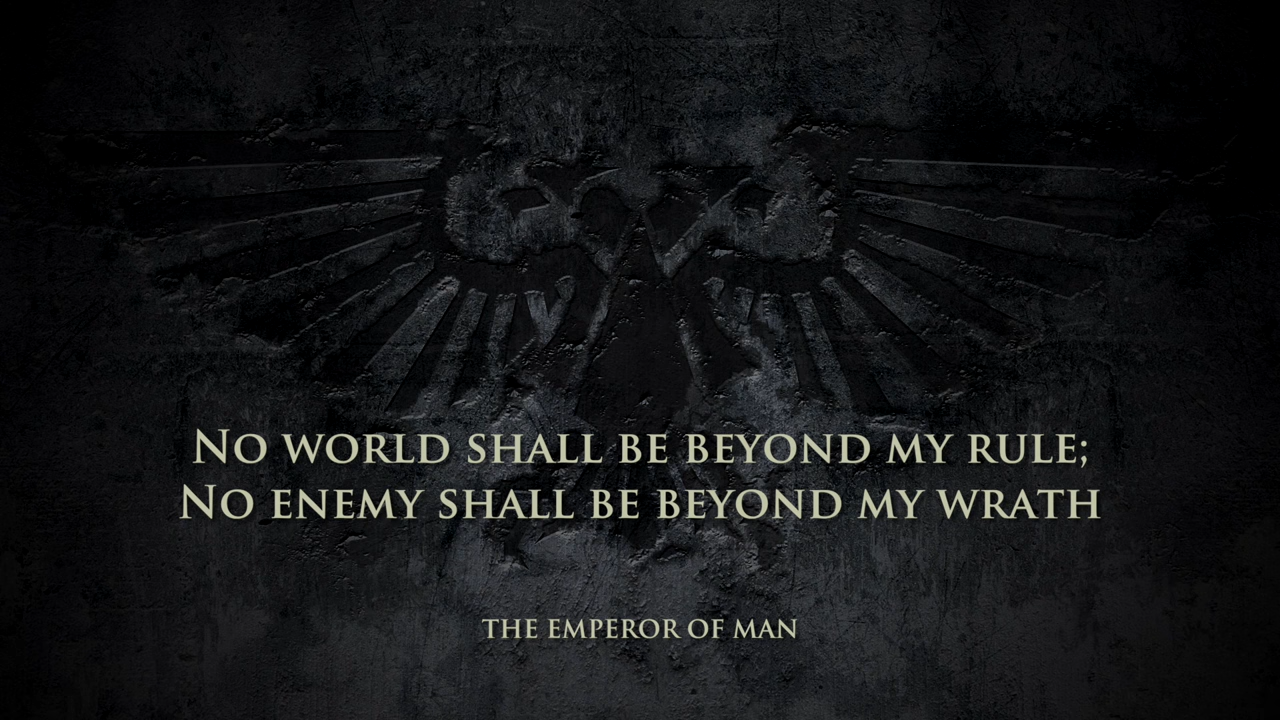 No world shall be beyond my rule;
No enemy shall be beyond my wrath
THE EMPEROR OF MAN